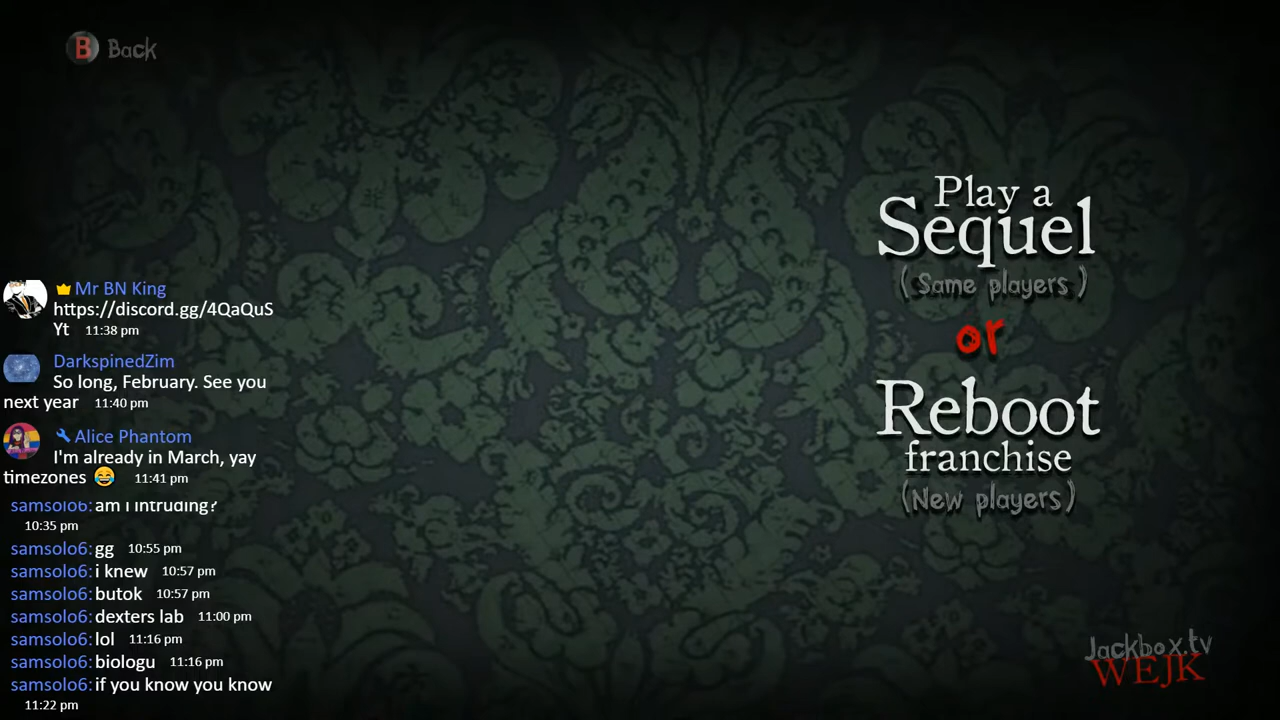 B Back
Play a
Sequel
( Same players )
or
Reboot
franchise
(New players)
Mr BN King
https://discord.gg/4QaQuS
Yt 11:38 pm
DarkspinedZim
So long, February. See you
next year 11:40 pm
Alice Phantom
I'm already in March, yay
timezones 😂 11:41 pm
samsolo6: am i intruding?
10:35 pm
samsolo6: gg 10:55 pm
samsolo6: i knew 10:57 pm
samsolo6: butok 10:57 pm
samsolo6: dexters lab 11:00 pm
samsolo6: lol 11:16 pm
samsolo6: biologu 11:16 pm
samsolo6: if you know you know
11:22 pm
Jackbox.tv
WEJK